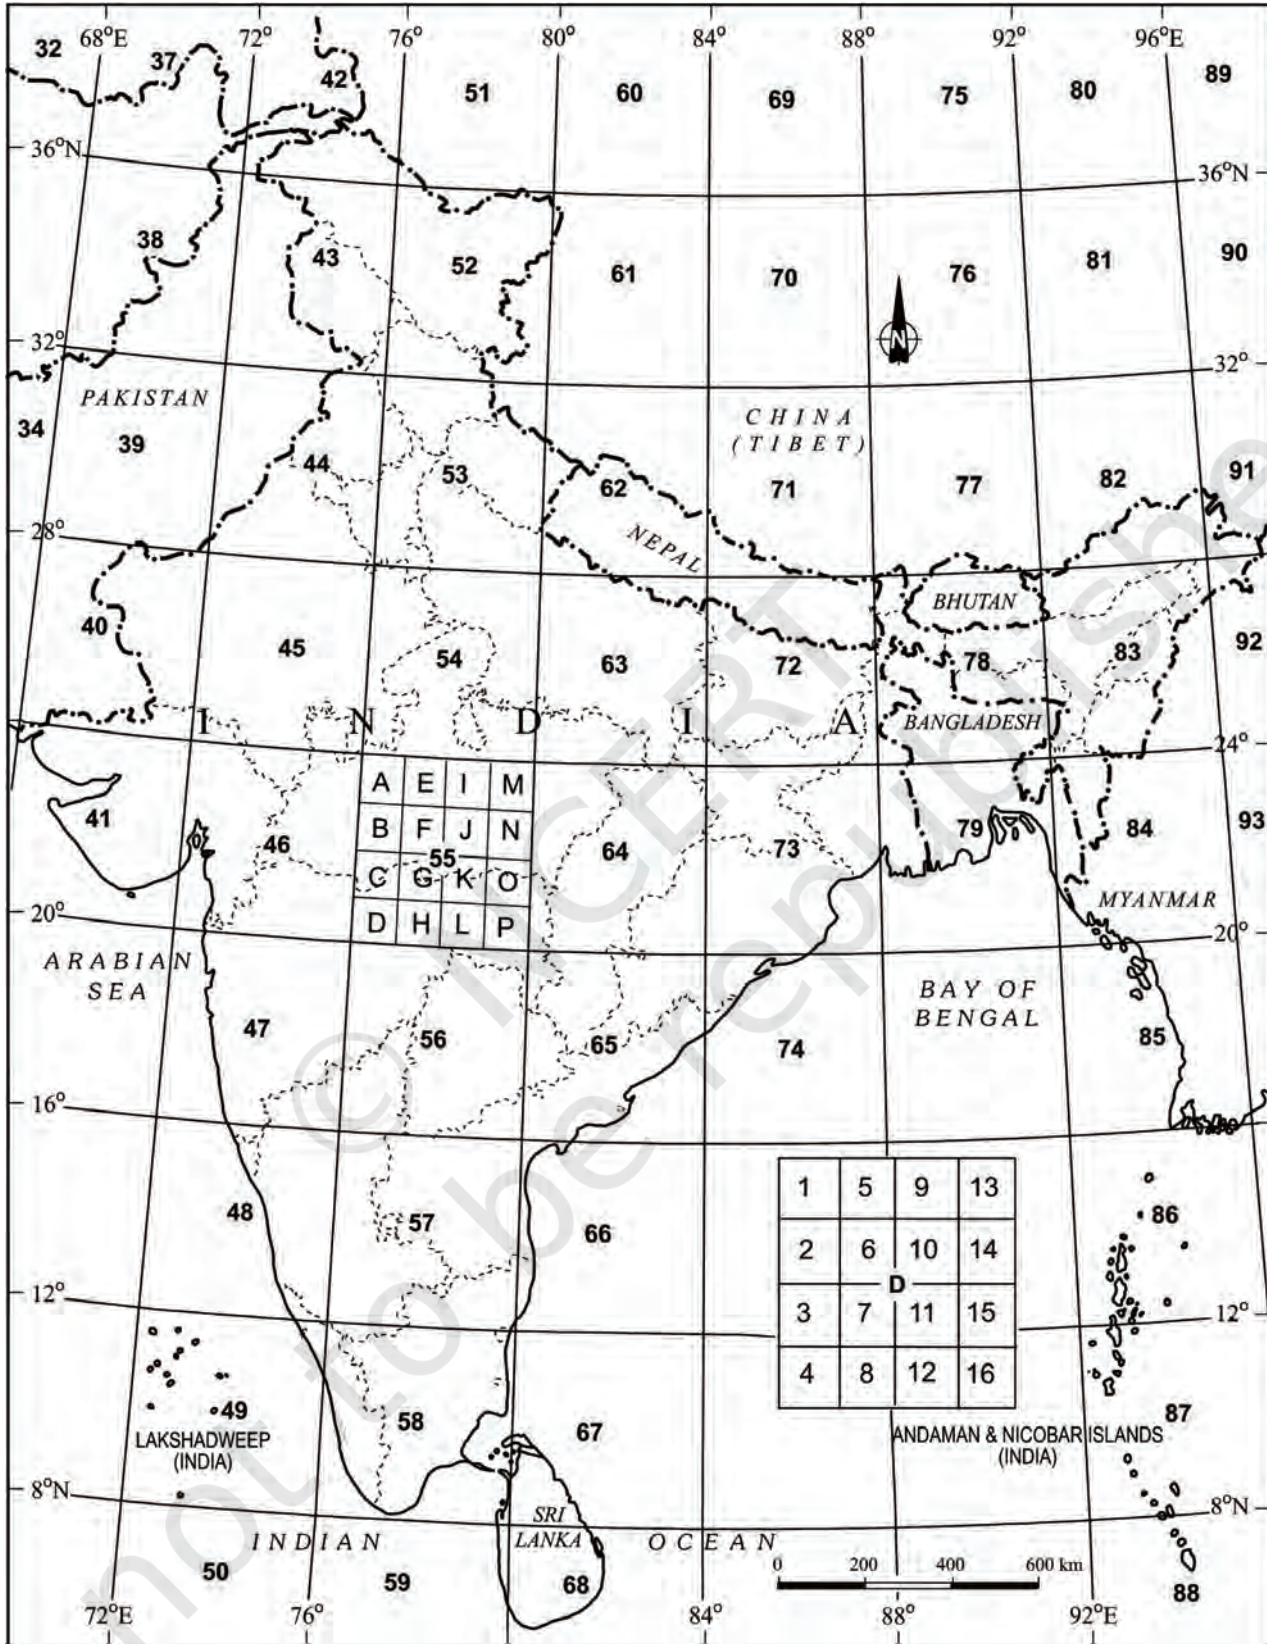 68°E 72° 76° 80° 84° 88° 92° 96°E
32 37 42 51 60 69 75 80 89
36°N 36°N
38 43 52 61 70 76 81 90
32° 32°
PAKISTAN
CHINA
(TIBET)
34 39 44 53 62 71 77 82 91
28° 28°
NEPAL
BHUTAN
40 45 54 63 72 78 83 92
I N D I A
BANGLADESH
24°
A E I M
B F J N
55
C G K O
D H L P
41 46 64 73 79 84 93
MYANMAR
20° 20°
ARABIAN
SEA
BAY OF
BENGAL
47 56 65 74 85
16°
48 57 66 86
1 5 9 13
2 6 10 14
D
3 7 11 15
4 8 12 16
12° 12°
49 58 67 87
LAKSHADWEEP
(INDIA)
ANDAMAN & NICOBAR ISLANDS
(INDIA)
8°N 8°N
SRI
LANKA
INDIAN OCEAN
0 200 400 600 km
50 59 68 88
72°E 76° 84° 88° 92°E
© NCERT
not to be republished